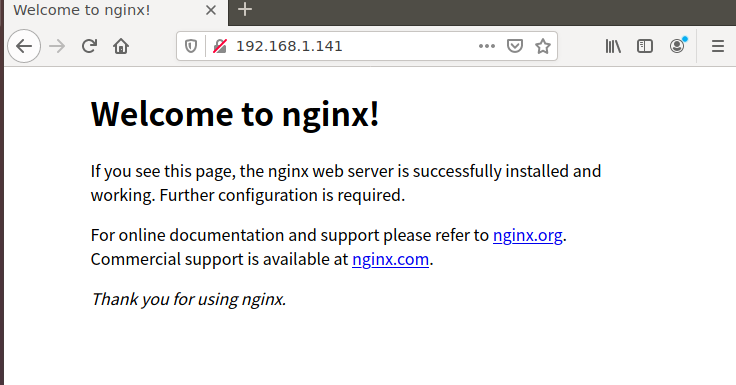 Welcome to nginx!
192.168.1.141
Welcome to nginx!
If you see this page, the nginx web server is successfully installed and
working. Further configuration is required.
For online documentation and support please refer to nginx.org.
Commercial support is available at nginx.com.
Thank you for using nginx.